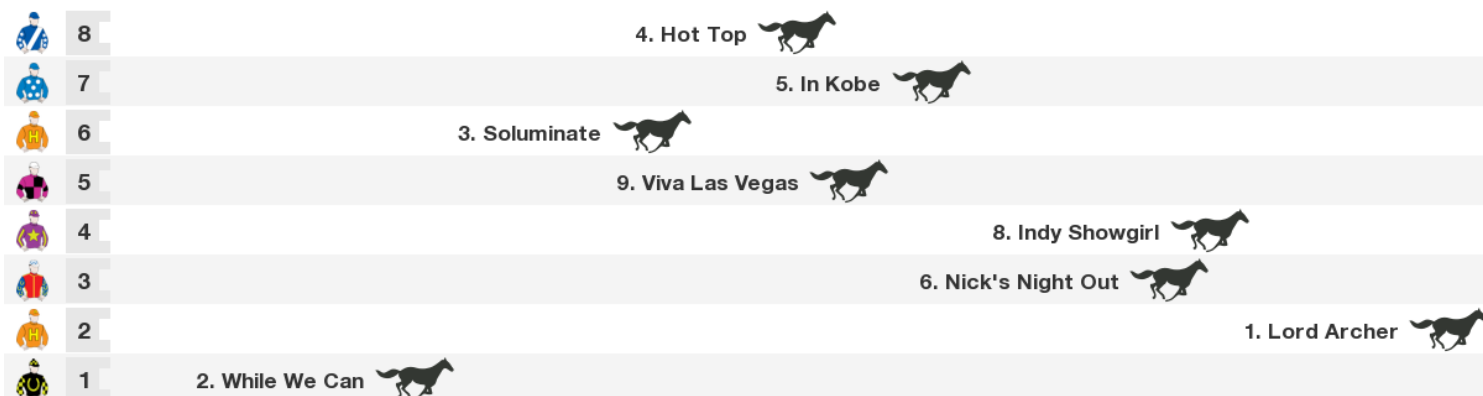 8 4. Hot Top
7 5. In Kobe
H 6 3. Soluminate
5 9. Viva Las Vegas
4 8. Indy Showgirl
3 6. Nick's Night Out
H 2 1. Lord Archer
1 2. While We Can